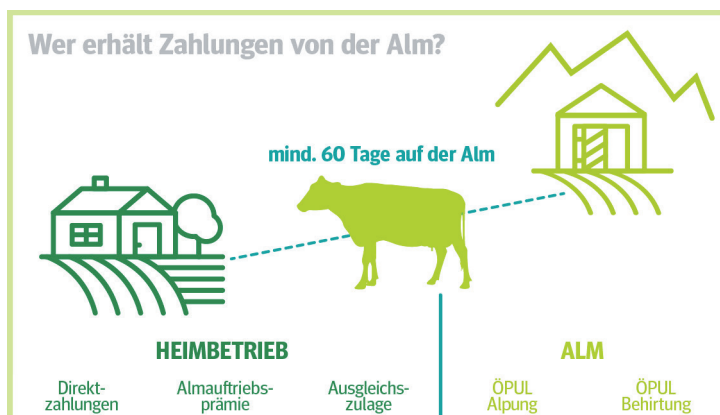 Wer erhält Zahlungen von der Alm?
mind. 60 Tage auf der Alm
HEIMBETRIEB
ALM
Direkt-
zahlungen
Almauftriebs-
prämie
Ausgleichs-
zulage
ÖPUL
Alpung
ÖPUL
Behirtung